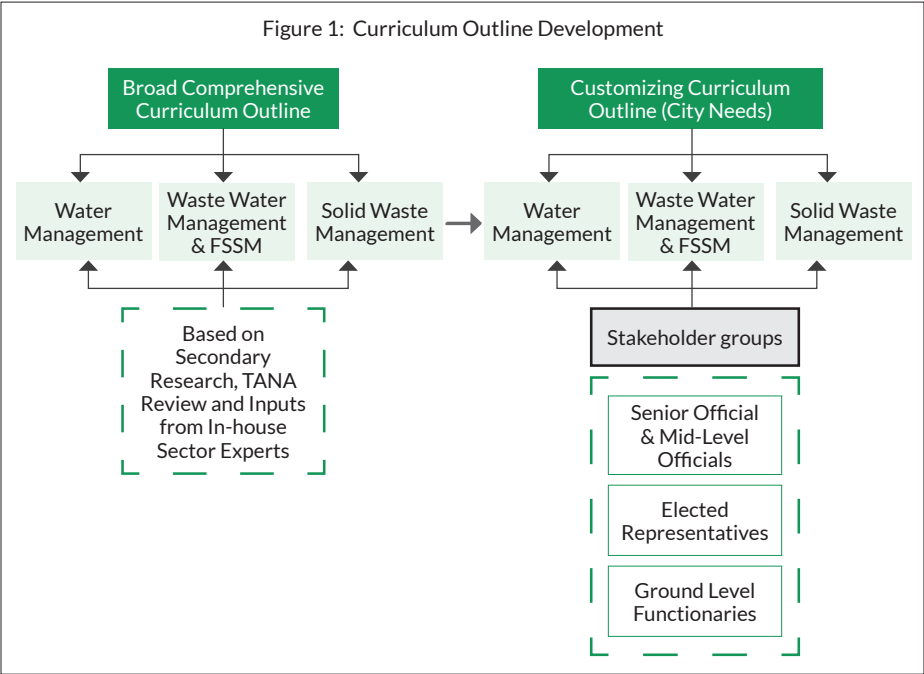 Figure 1: Curriculum Outline Development
Broad Comprehensive
Curriculum Outline
Water
Management
Waste Water
Management
& FSSM
Solid Waste
Management
Based on
Secondary
Research, TANA
Review and Inputs
from In-house
Sector Experts
Customizing Curriculum
Outline (City Needs)
Water
Management
Waste Water
Management
& FSSM
Solid Waste
Management
Stakeholder groups
Senior Official
& Mid-Level
Officials
Elected
Representatives
Ground Level
Functionaries